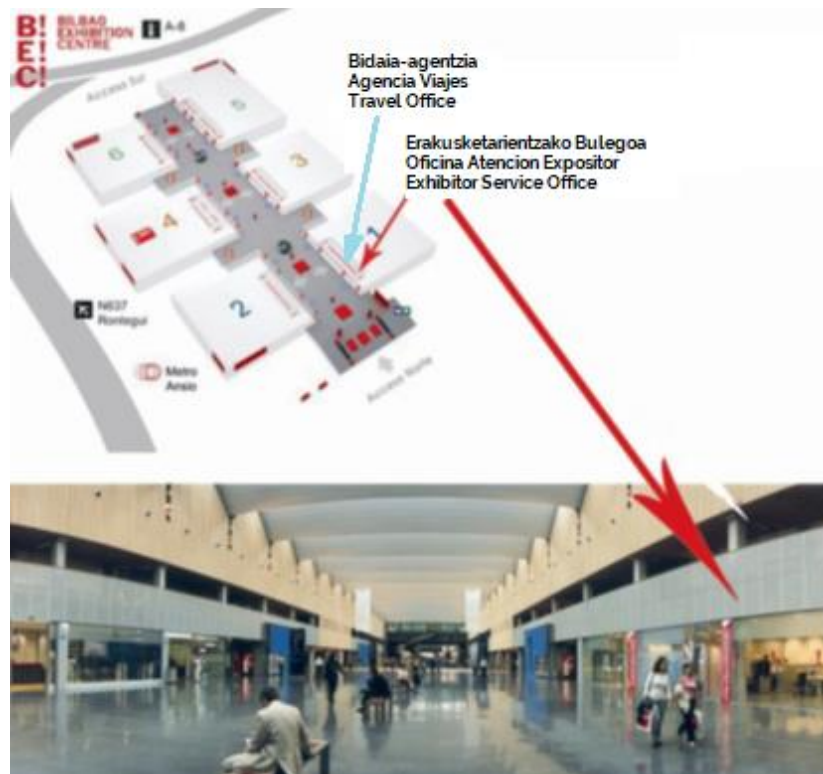 B! BILBAO
E! EXHIBITION
C! CENTRE
A-8
Acceso Sur
Bidaia-agentzia
Agencia Viajes
Travel Office
Erakusketarientzako Bulegoa
Oficina Atencion Expositor
Exhibitor Service Office
6
3
4
1
2
N637
Rontegui
Metro
Ansio
Acceso Norte